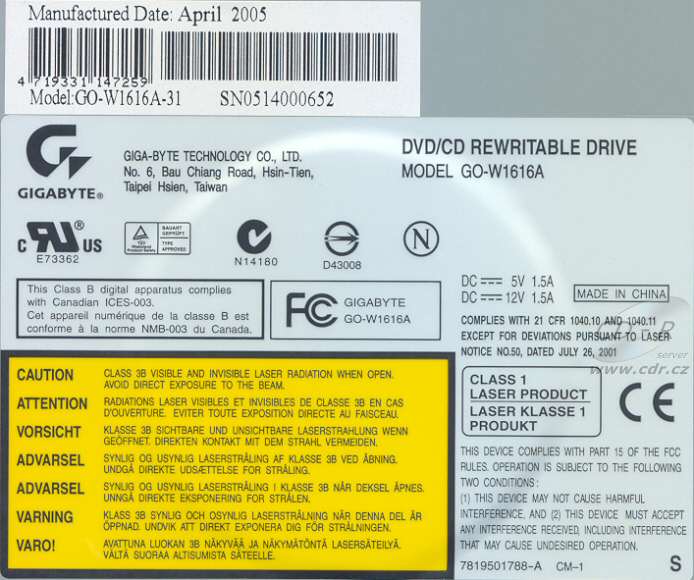 Manufactured Date: April 2005
4 719331 147259
Model:GO-W1616A-31 SN0514000652
GIGABYTE®
GIGA-BYTE TECHNOLOGY CO., LTD.
No. 6, Bau Chiang Road, Hsin-Tien,
Taipei Hsien, Taiwan
DVD/CD REWRITABLE DRIVE
MODEL GO-W1616A
c RU ® US
E73362
BAUART
GEPRÜFT
TYPE
APPROVED
N14180
D43008
N
This Class B digital apparatus complies
with Canadian ICES-003.
Cet appareil numérique de la classe B est
conforme à la norme NMB-003 du Canada.
FC GIGABYTE
GO-W1616A
DC 5V 1.5A
DC 12V 1.5A
MADE IN CHINA
COMPLIES WITH 21 CFR 1040.10 AND 1040.11
EXCEPT FOR DEVIATIONS PURSUANT TO LASER
NOTICE NO.50, DATED JULY 26, 2001
server
www.cdr.cz
CLASS 1
LASER PRODUCT
LASER KLASSE 1
PRODUKT
CE
CAUTION CLASS 3B VISIBLE AND INVISIBLE LASER RADIATION WHEN OPEN.
AVOID DIRECT EXPOSURE TO THE BEAM.
ATTENTION RADIATIONS LASER VISIBLES ET INVISIBLES DE CLASSE 3B EN CAS
D'OUVERTURE. EVITER TOUTE EXPOSITION DIRECTE AU FAISCEAU.
VORSICHT KLASSE 3B SICHTBARE UND UNSICHTBARE LASERSTRAHLUNG WENN
GEÖFFNET. DIREKTEN KONTAKT MIT DEM STRAHL VERMEIDEN.
ADVARSEL SYNLIG OG USYNLIG LASERSTRÅLING AF KLASSE 3B VED ÅBNING.
UNDGÅ DIREKTE UDSÆTTELSE FOR STRÅLING.
ADVARSEL SYNLIG OG USYNLIG LASERSTRÅLING I KLASSE 3B NÅR DEKSEL ÅPNES.
UNNGÅ DIREKTE EKSPONERING FOR STRÅLEN.
VARNING KLASS 3B SYNLIG OCH OSYNLIG LASERSTRÅLNING NÄR DENNA DEL ÄR
ÖPPNAD. UNDVIK ATT DIREKT EXPONERA DIG FÖR STRÅLNINGEN.
VARO! AVATTUNA LUOKAN 3B NÄKYVÄÄ JA NÄKYMÄTÖNTÄ LASERSÄTEILYÄ.
VÄLTÄ SUORAA ALTISUMISTA SÄTEELLE.
THIS DEVICE COMPLIES WITH PART 15 OF THE FCC
RULES. OPERATION IS SUBJECT TO THE FOLLOWING
TWO CONDITIONS:
(1) THIS DEVICE MAY NOT CAUSE HARMFUL
INTERFERENCE, AND (2) THIS DEVICE MUST ACCEPT
ANY INTERFERENCE RECEIVED, INCLUDING INTERFERENCE
THAT MAY CAUSE UNDESIRED OPERATION.
7819501788-A CM-1 S